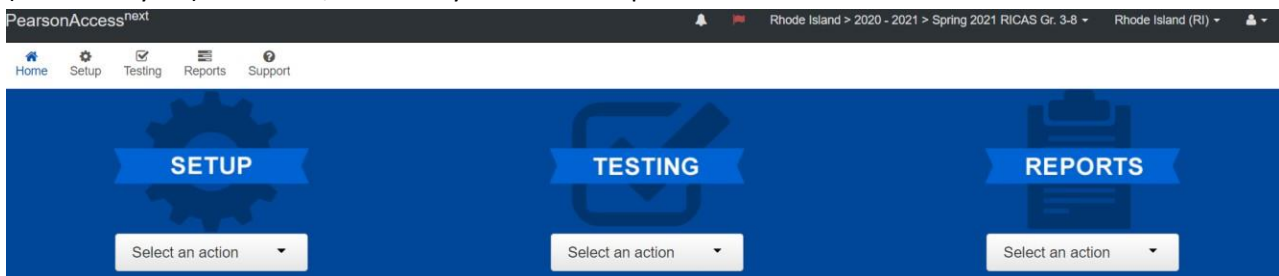 PearsonAccessnext
Rhode Island > 2020 - 2021 > Spring 2021 RICAS Gr. 3-8
Rhode Island (RI)
Home Setup Testing Reports Support
SETUP TESTING REPORTS
Select an action Select an action Select an action